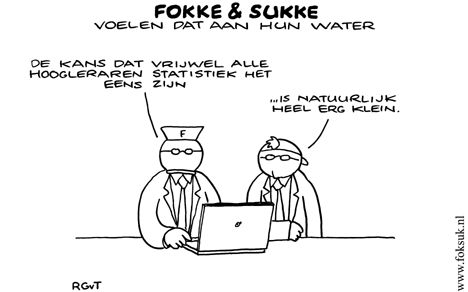 FOKKE & SUKKE
VOELEN DAT AAN HUN WATER
DE KANS DAT VRIJWEL ALLE
HOOGLERAREN STATISTIEK HET
EENS ZIJN
...IS NATUURLIJK
HEEL ERG KLEIN.
F
RGvT
www.foksuk.nl